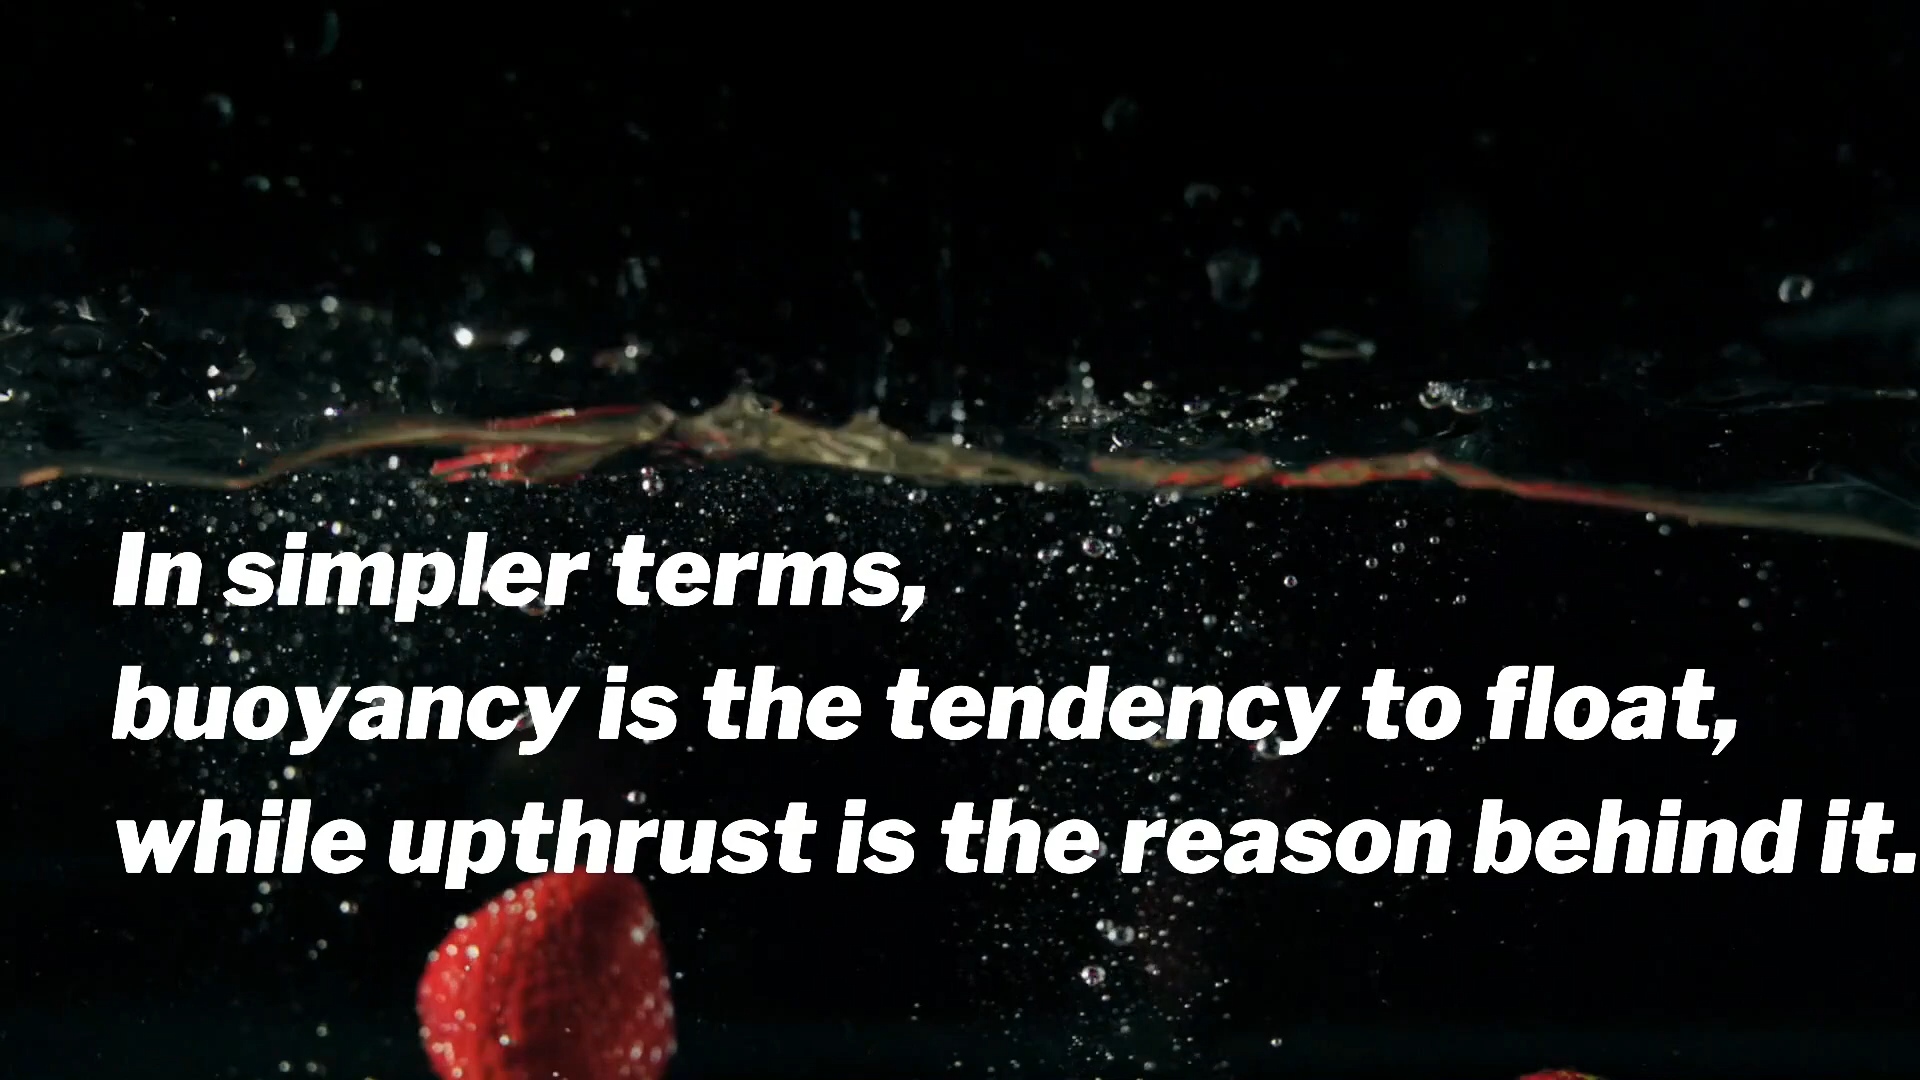 In simpler terms,
buoyancy is the tendency to float,
while upthrust is the reason behind it.